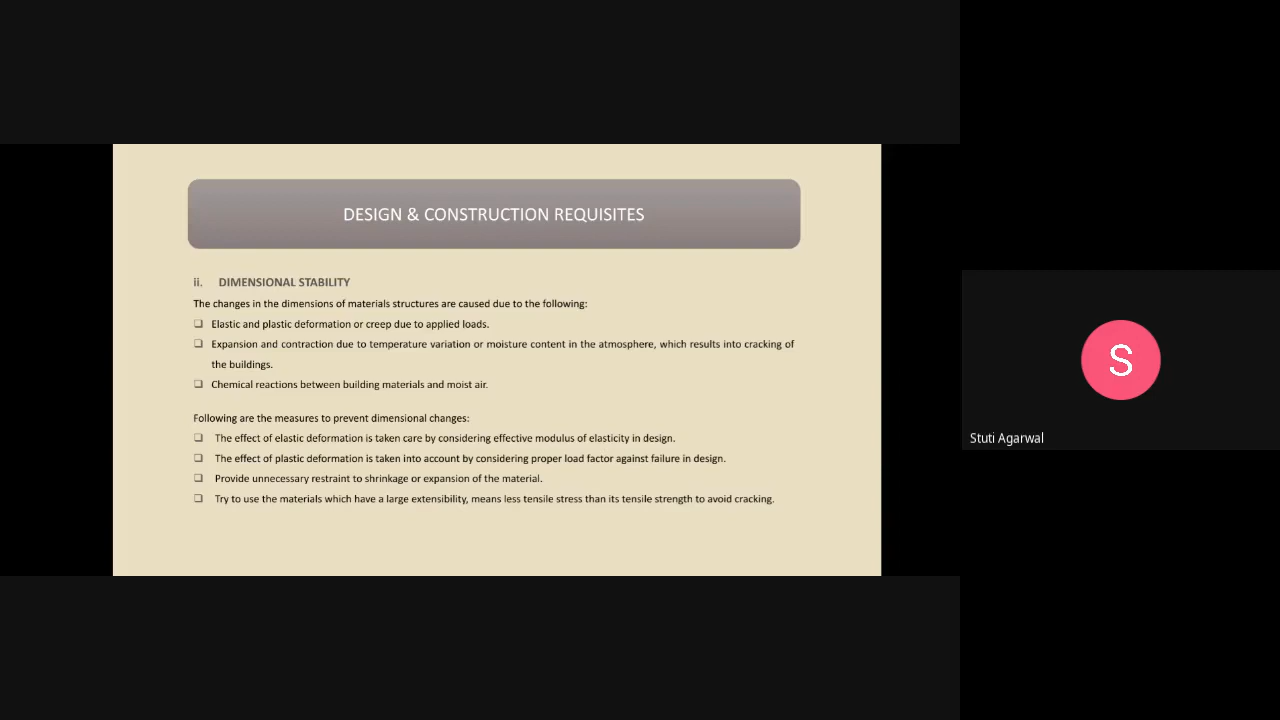 DESIGN & CONSTRUCTION REQUISITES
ii. DIMENSIONAL STABILITY
The changes in the dimensions of materials structures are caused due to the following:
❑ Elastic and plastic deformation or creep due to applied loads.
❑ Expansion and contraction due to temperature variation or moisture content in the atmosphere, which results into cracking of
the buildings.
❑ Chemical reactions between building materials and moist air.
Following are the measures to prevent dimensional changes:
❑ The effect of elastic deformation is taken care by considering effective modulus of elasticity in design.
❑ The effect of plastic deformation is taken into account by considering proper load factor against failure in design.
❑ Provide unnecessary restraint to shrinkage or expansion of the material.
❑ Try to use the materials which have a large extensibility, means less tensile stress than its tensile strength to avoid cracking.
S
Stuti Agarwal